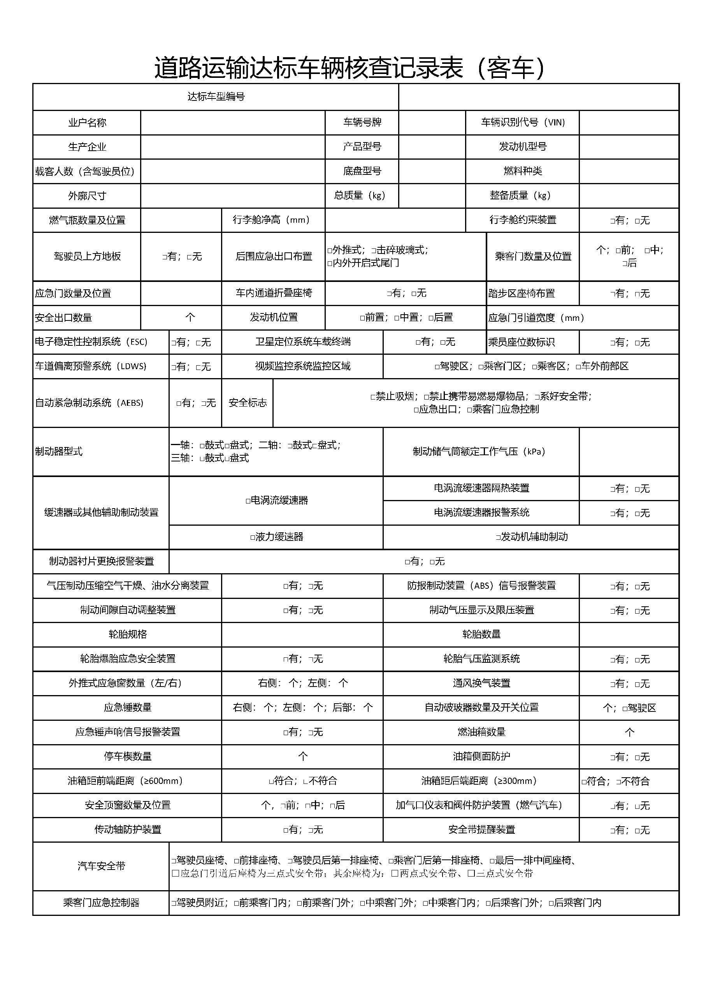 道路运输达标车辆核查记录表（客车）
达标车型编号
业户名称 车辆号牌 车辆识别代号（VIN)
生产企业 产品型号 发动机型号
载客人数（含驾驶员位） 底盘型号 燃料种类
外廓尺寸 总质量（kg） 整备质量（kg）
燃气瓶数量及位置 行李舱净高（mm） 行李舱约束装置 □有；□无
驾驶员上方地板 □有；□无 后围应急出口布置 □外推式；□击碎玻璃式；
□内外开启式尾门 乘客门数量及位置 个；□前； □中；
□后
应急门数量及位置 车内通道折叠座椅 □有；□无 踏步区座椅布置 □有；□无
安全出口数量 个 发动机位置 □前置；□中置；□后置 应急门引道宽度（mm）
电子稳定性控制系统（ESC) □有；□无 卫星定位系统车载终端 □有；□无 乘员座位数标识 □有；□无
车道偏离预警系统（LDWS) □有；□无 视频监控系统监控区域 □驾驶区；□乘客门区；□乘客区；□车外前部区
自动紧急制动系统（AEBS) □有；□无 安全标志 □禁止吸烟；□禁止携带易燃易爆物品；□系好安全带；
□应急出口；□乘客门应急控制
制动器型式 一轴：□鼓式□盘式；二轴：□鼓式□盘式；
三轴：□鼓式□盘式 制动储气筒额定工作气压（kPa）
缓速器或其他辅助制动装置 □电涡流缓速器 电涡流缓速器隔热装置 □有；□无
电涡流缓速器报警系统 □有；□无
□液力缓速器 □发动机辅助制动
制动器衬片更换报警装置 □有；□无
气压制动压缩空气干燥、油水分离装置 □有；□无 防报制动装置（ABS）信号报警装置 □有；□无
制动间隙自动调整装置 □有；□无 制动气压显示及限压装置 □有；□无
轮胎规格 轮胎数量
轮胎爆胎应急安全装置 □有；□无 轮胎气压监测系统 □有；□无
外推式应急窗数量（左/右） 右侧： 个；左侧： 个 通风换气装置 □有；□无
应急锤数量 右侧： 个；左侧： 个；后部： 个 自动破玻器数量及开关位置 个；□驾驶区
应急锤声响信号报警装置 □有；□无 燃油箱数量 个
停车楔数量 个 油箱侧面防护 □有；□无
油箱距前端距离（≥600mm） □符合；□不符合 油箱距后端距离（≥300mm） □符合；□不符合
安全顶窗数量及位置 个，□前；□中；□后 加气口仪表和阀件防护装置（燃气汽车） □有；□无
传动轴防护装置 □有；□无 安全带提醒装置 □有；□无
汽车安全带 □驾驶员座椅、□前排座椅、□驾驶员后第一排座椅、□乘客门后第一排座椅、□最后一排中间座椅、
□应急门引道后座椅为三点式安全带；其余座椅为：□两点式安全带、□三点式安全带
乘客门应急控制器 □驾驶员附近；□前乘客门内；□前乘客门外；□中乘客门外；□中乘客门内；□后乘客门外；□后乘客门内